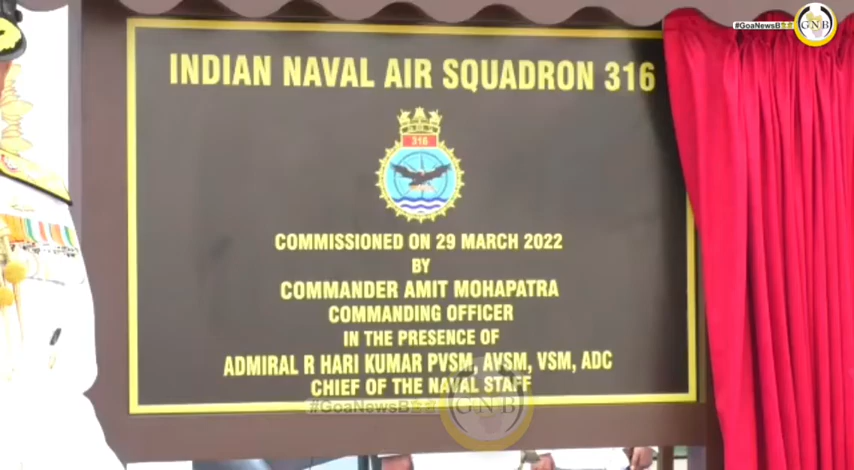 #GoaNewsB
GNB
INDIAN NAVAL AIR SQUADRON 316
316
COMMISSIONED ON 29 MARCH 2022
BY
COMMANDER AMIT MOHAPATRA
COMMANDING OFFICER
IN THE PRESENCE OF
ADMIRAL R HARI KUMAR PVSM, AVSM, VSM, ADC
CHIEF OF THE NAVAL STAFF
#GoaNewsB
GNB